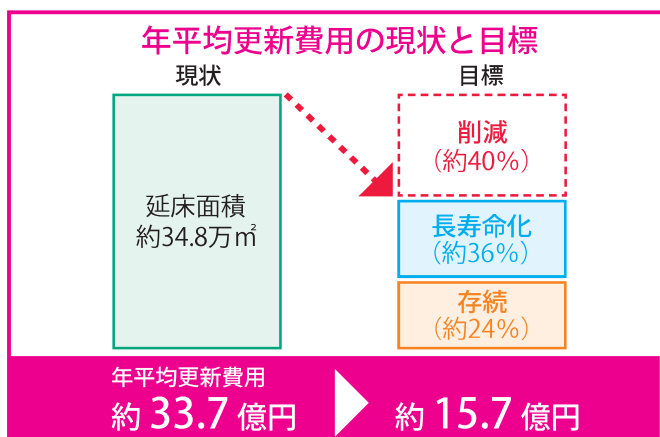 年平均更新費用の現状と目標
現状
目標
延床面積
約34.8万㎡
削減
（約40%）
長寿命化
（約36%）
存続
（約24%）
年平均更新費用
約 33.7 億円
約 15.7 億円